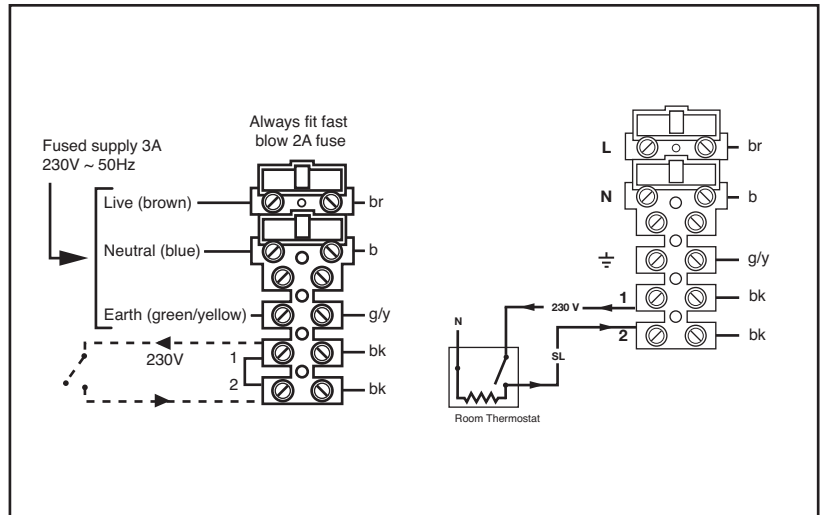 Always fit fast
blow 2A fuse
Fused supply 3A
230V ~ 50Hz
Live (brown)
br
Neutral (blue)
b
Earth (green/yellow)
g/y
230V
1
bk
2
bk
L
br
N
b
g/y
1
bk
230 V
2
bk
N
SL
Room Thermostat